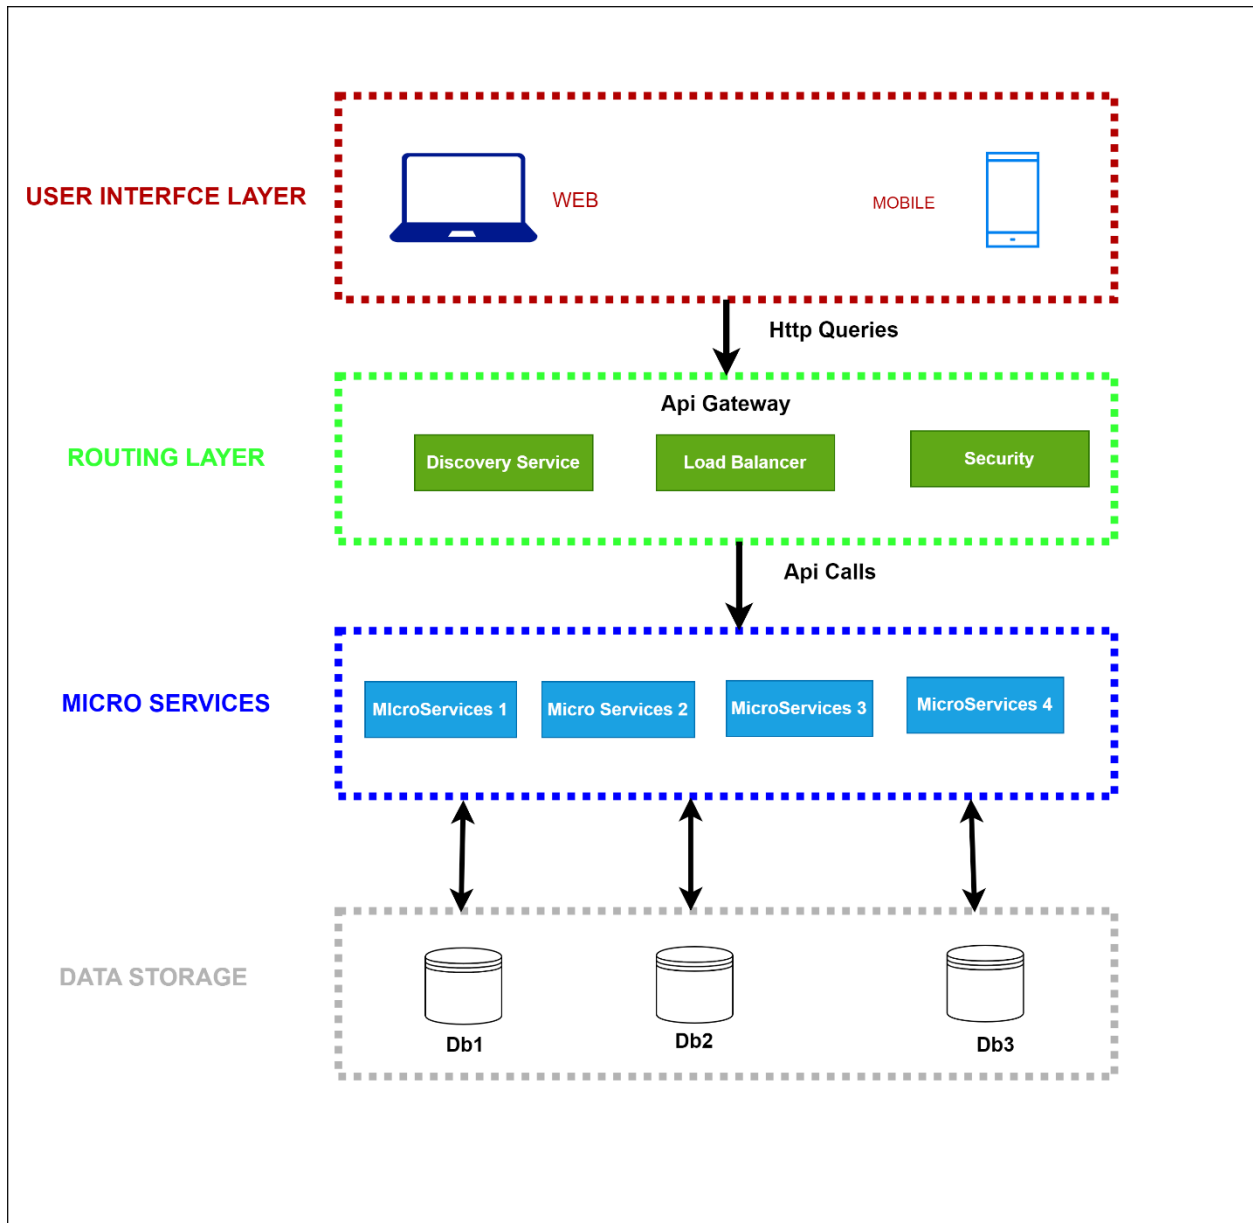 USER INTERFCE LAYER
WEB
MOBILE
Http Queries
Api Gateway
ROUTING LAYER
Discovery Service
Load Balancer
Security
Api Calls
MICRO SERVICES
MIcroServices 1
Micro Services 2
MicroServices 3
MicroServices 4
DATA STORAGE
Db1
Db2
Db3